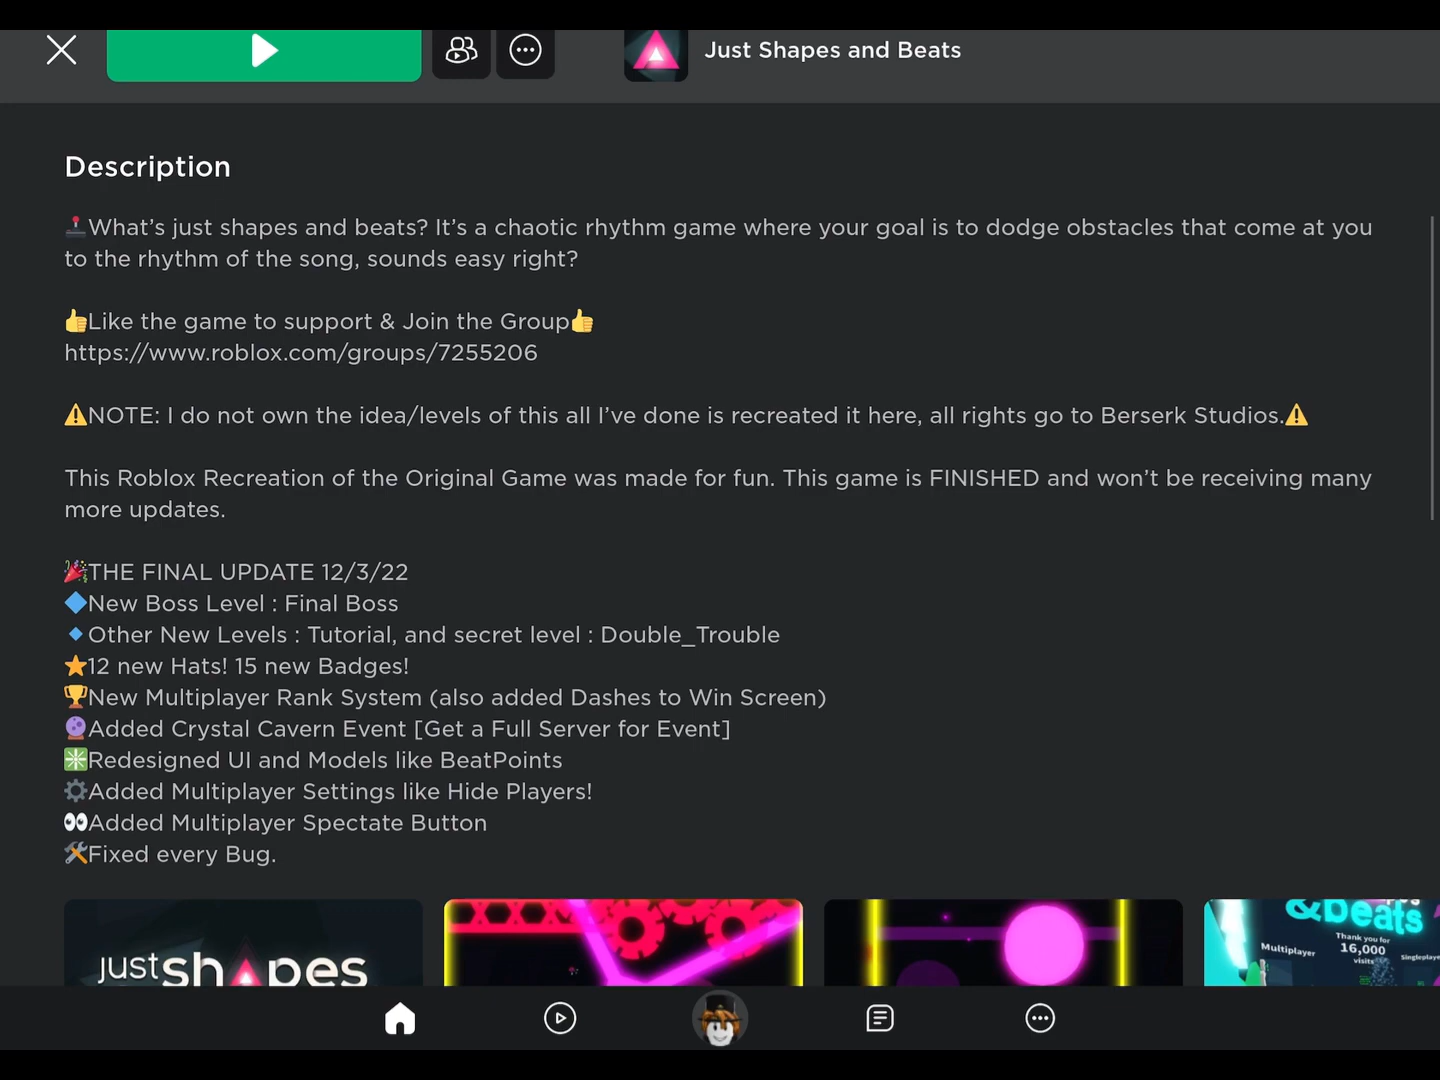 Just Shapes and Beats
Description
🕹️What's just shapes and beats? It's a chaotic rhythm game where your goal is to dodge obstacles that come at you
to the rhythm of the song, sounds easy right?
👍Like the game to support & Join the Group👍
https://www.roblox.com/groups/7255206
⚠️NOTE: I do not own the idea/levels of this all I've done is recreated it here, all rights go to Berserk Studios.⚠️
This Roblox Recreation of the Original Game was made for fun. This game is FINISHED and won't be receiving many
more updates.
🎉THE FINAL UPDATE 12/3/22
🔷New Boss Level : Final Boss
🔹Other New Levels : Tutorial, and secret level : Double_Trouble
⭐12 new Hats! 15 new Badges!
🏆New Multiplayer Rank System (also added Dashes to Win Screen)
🔮Added Crystal Cavern Event [Get a Full Server for Event]
❇️Redesigned UI and Models like BeatPoints
⚙️Added Multiplayer Settings like Hide Players!
👀Added Multiplayer Spectate Button
🛠️Fixed every Bug.
just shapes
&beats
Thank you for
16,000
visits
Multiplayer
Singleplayer